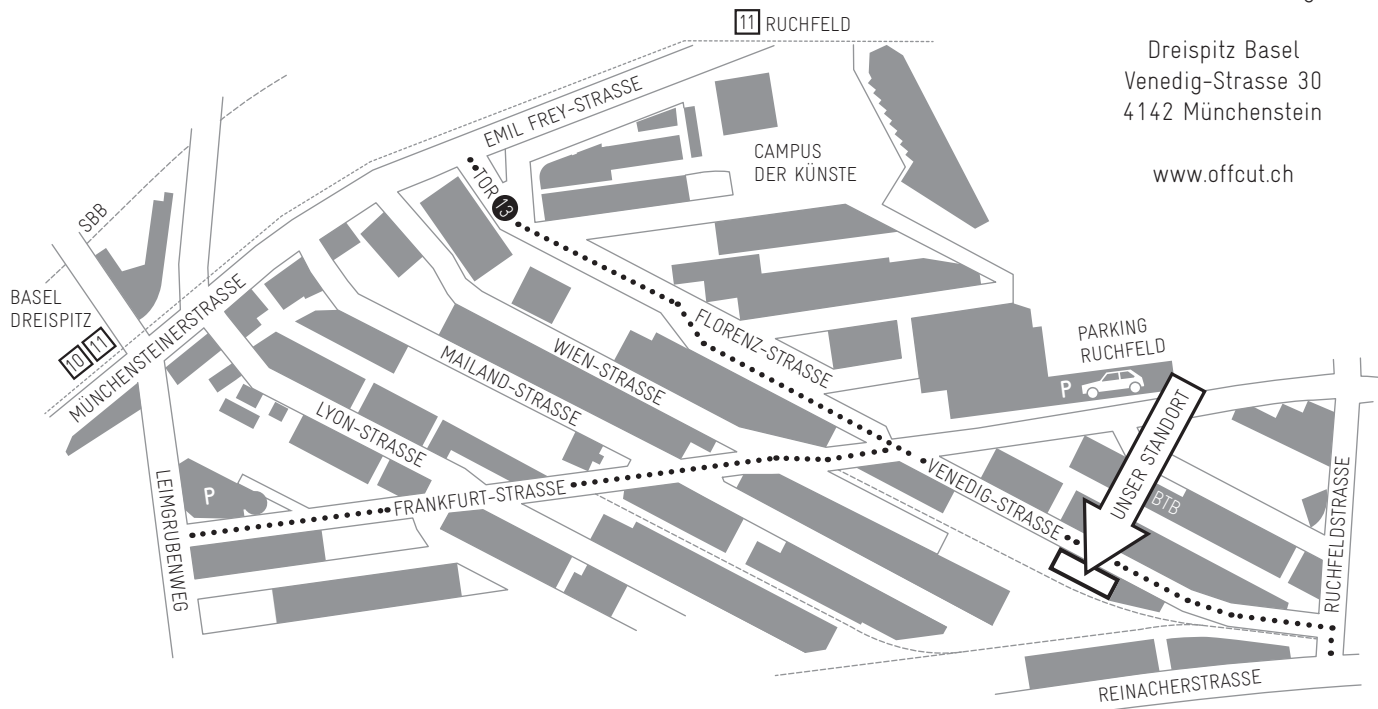 11 RUCHFELD
Dreispitz Basel
Venedig-Strasse 30
4142 Münchenstein
www.offcut.ch
EMIL FREY-STRASSE
CAMPUS
DER KÜNSTE
TOR 13
SBB
BASEL
DREISPITZ
10 11
MÜNCHENSTEINERSTRASSE
FLORENZ-STRASSE
PARKING
RUCHFELD
P
WIEN-STRASSE
MAILAND-STRASSE
LYON-STRASSE
UNSER STANDORT
P
LEIMGRUBENWEG
FRANKFURT-STRASSE
VENEDIG-STRASSE
BTB
RUCHFELDSTRASSE
REINACHERSTRASSE